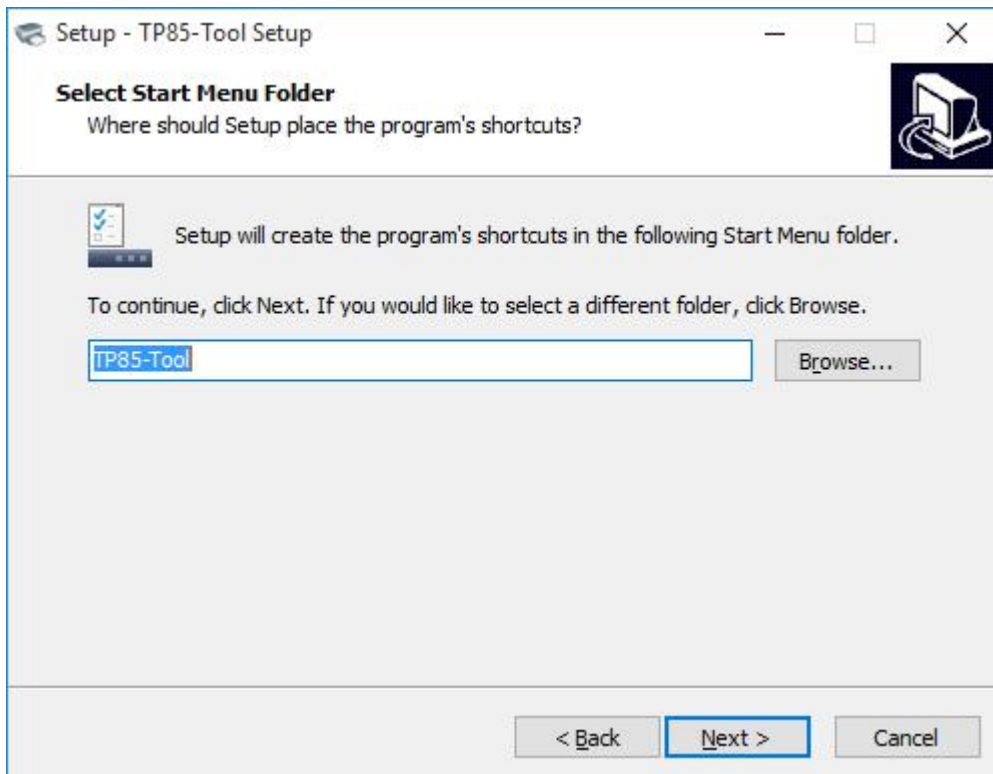 Setup - TP85-Tool Setup
Select Start Menu Folder
Where should Setup place the program's shortcuts?
Setup will create the program's shortcuts in the following Start Menu folder.
To continue, click Next. If you would like to select a different folder, click Browse.
TP85-Tool
Browse...
< Back
Next >
Cancel